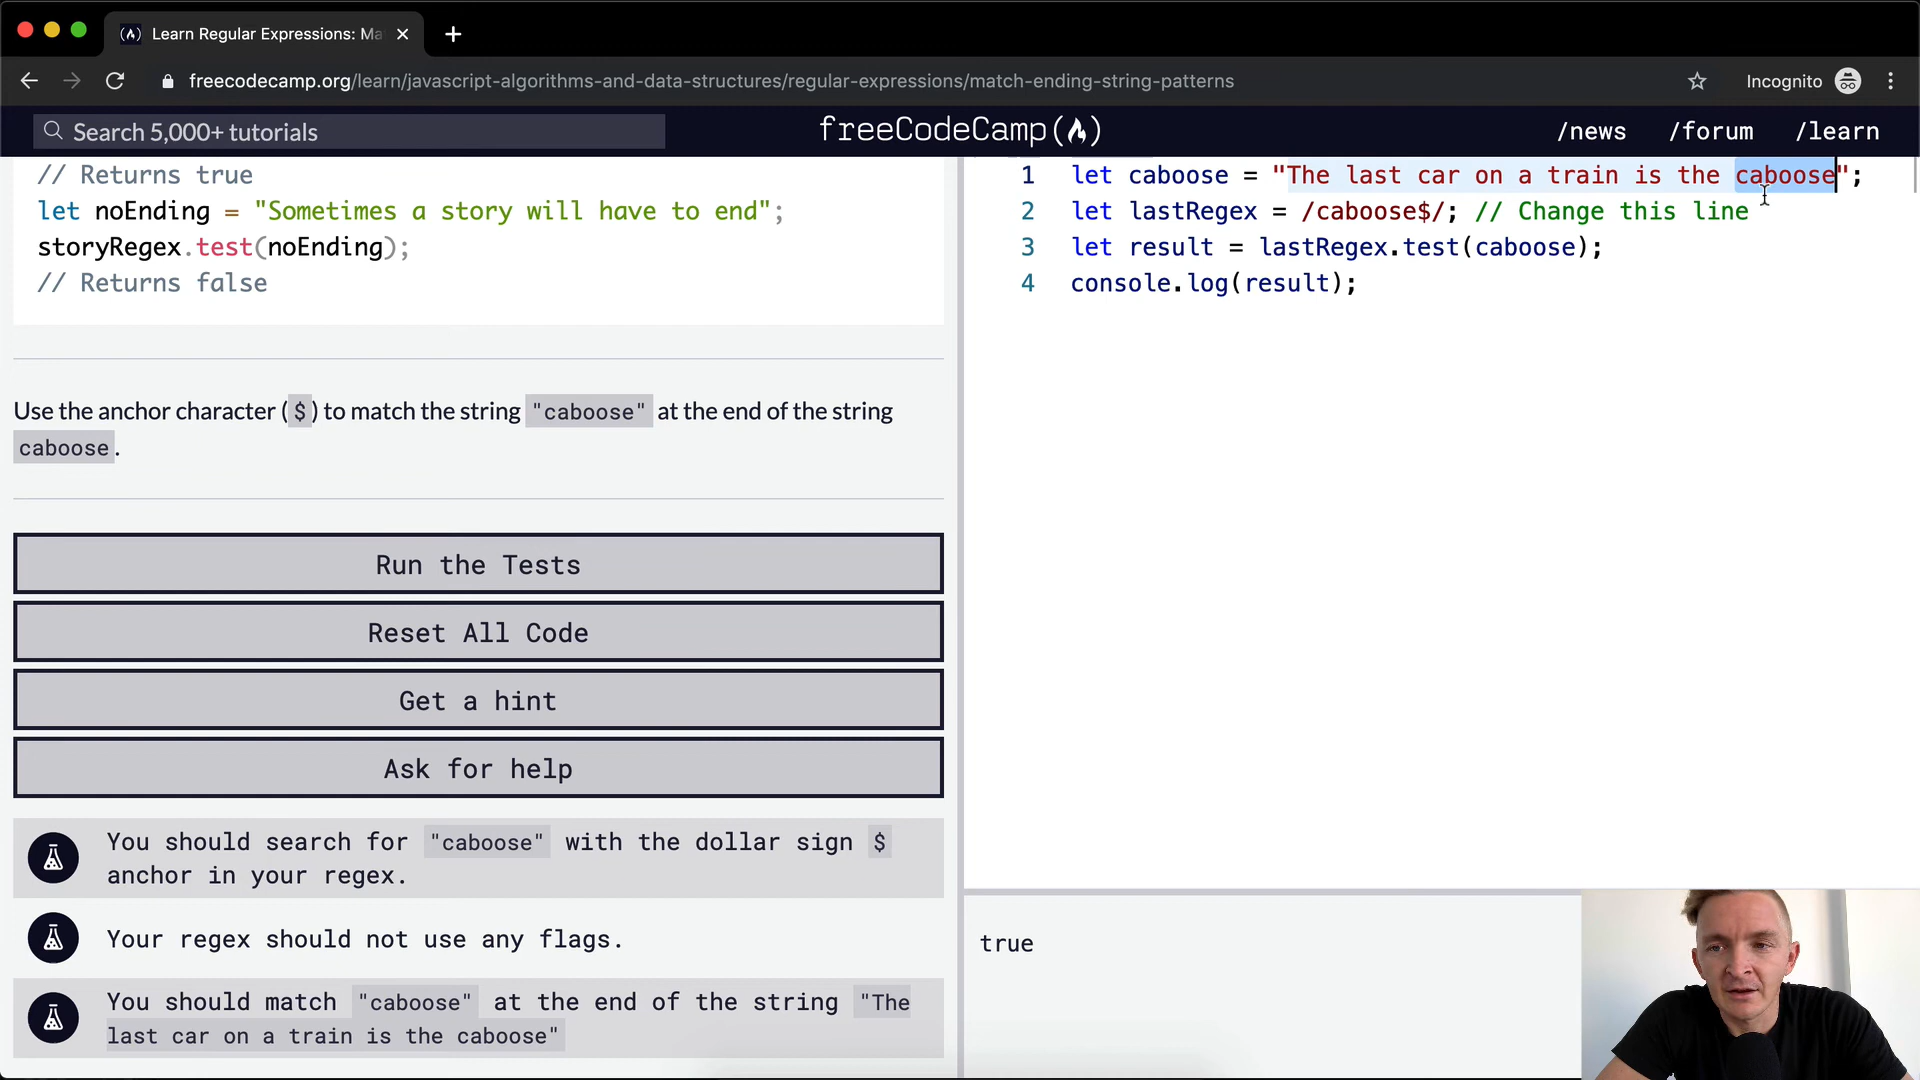 Learn Regular Expressions: Ma
freecodecamp.org/learn/javascript-algorithms-and-data-structures/regular-expressions/match-ending-string-patterns
Incognito
Search 5,000+ tutorials
freeCodeCamp
/news
/forum
/learn
// Returns true
let noEnding = "Sometimes a story will have to end";
storyRegex.test(noEnding);
// Returns false
Use the anchor character ($) to match the string "caboose" at the end of the string
caboose.
Run the Tests
Reset All Code
Get a hint
Ask for help
You should search for "caboose" with the dollar sign $
anchor in your regex.
Your regex should not use any flags.
You should match "caboose" at the end of the string "The
last car on a train is the caboose"
1 let caboose = "The last car on a train is the caboose";
2 let lastRegex = /caboose$/; // Change this line
3 let result = lastRegex.test(caboose);
4 console.log(result);
true